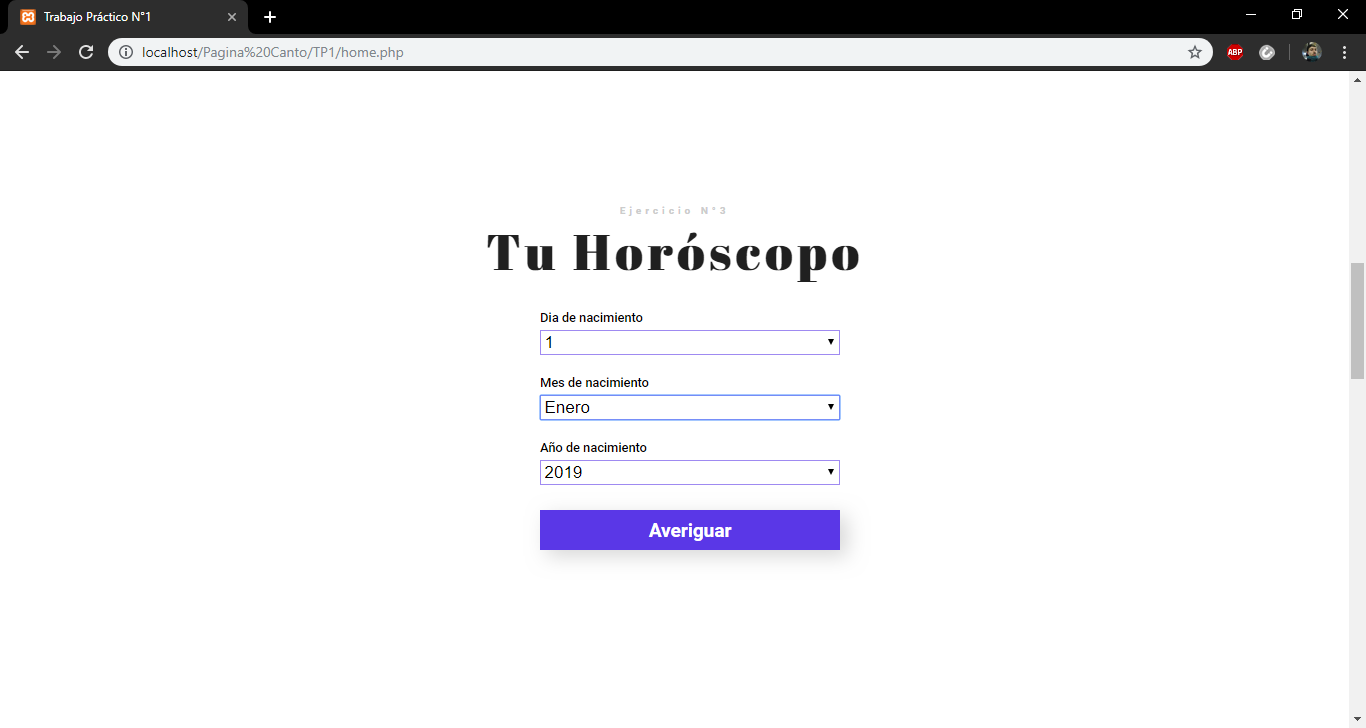 Trabajo Práctico N°1
localhost/Pagina%20Canto/TP1/home.php
ABP
Ejercicio N°3
Tu Horóscopo
Dia de nacimiento
1
Mes de nacimiento
Enero
Año de nacimiento
2019
Averiguar